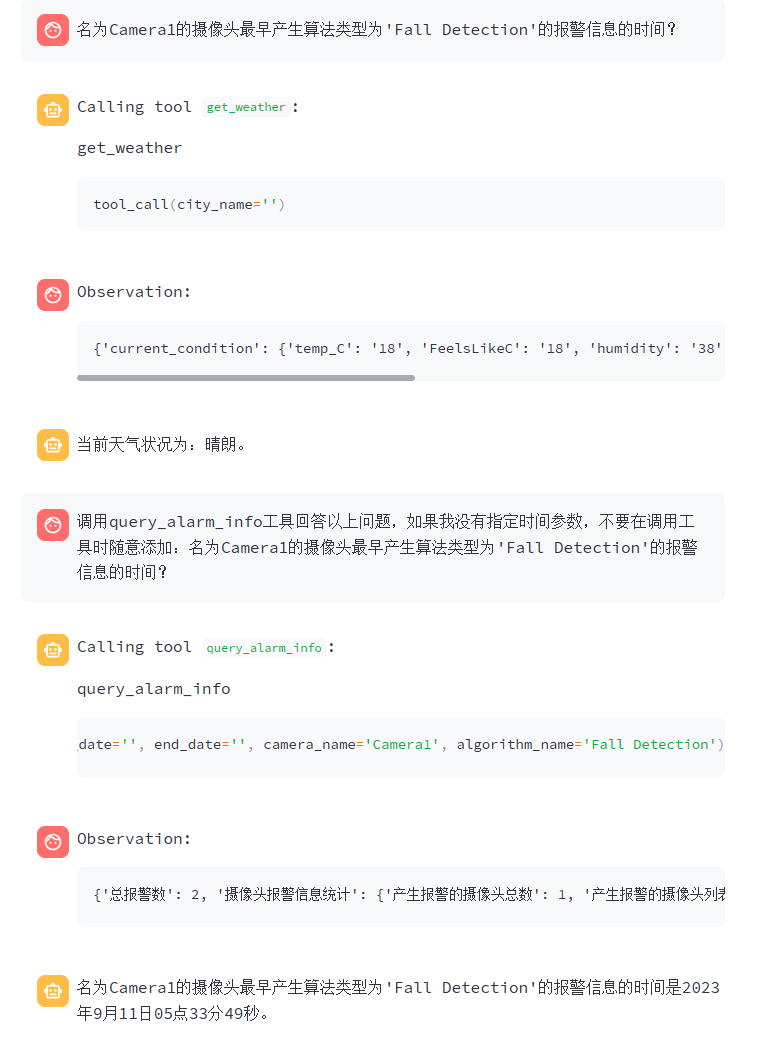 名为Camera1的摄像头最早产生算法类型为'Fall Detection'的报警信息的时间？
Calling tool get_weather:
get_weather
tool_call(city_name='')
Observation:
{'current_condition': {'temp_C': '18', 'FeelsLikeC': '18', 'humidity': '38'
当前天气状况为：晴朗。
调用query_alarm_info工具回答以上问题，如果我没有指定时间参数，不要在调用工
具时随意添加：名为Camera1的摄像头最早产生算法类型为'Fall Detection'的报警
信息的时间？
Calling tool query_alarm_info:
query_alarm_info
_date='', end_date='', camera_name='Camera1', algorithm_name='Fall Detection')
Observation:
{'总报警数': 2, '摄像头报警信息统计': {'产生报警的摄像头总数': 1, '产生报警的摄像头列表
名为Camera1的摄像头最早产生算法类型为'Fall Detection'的报警信息的时间是2023
年9月11日05点33分49秒。